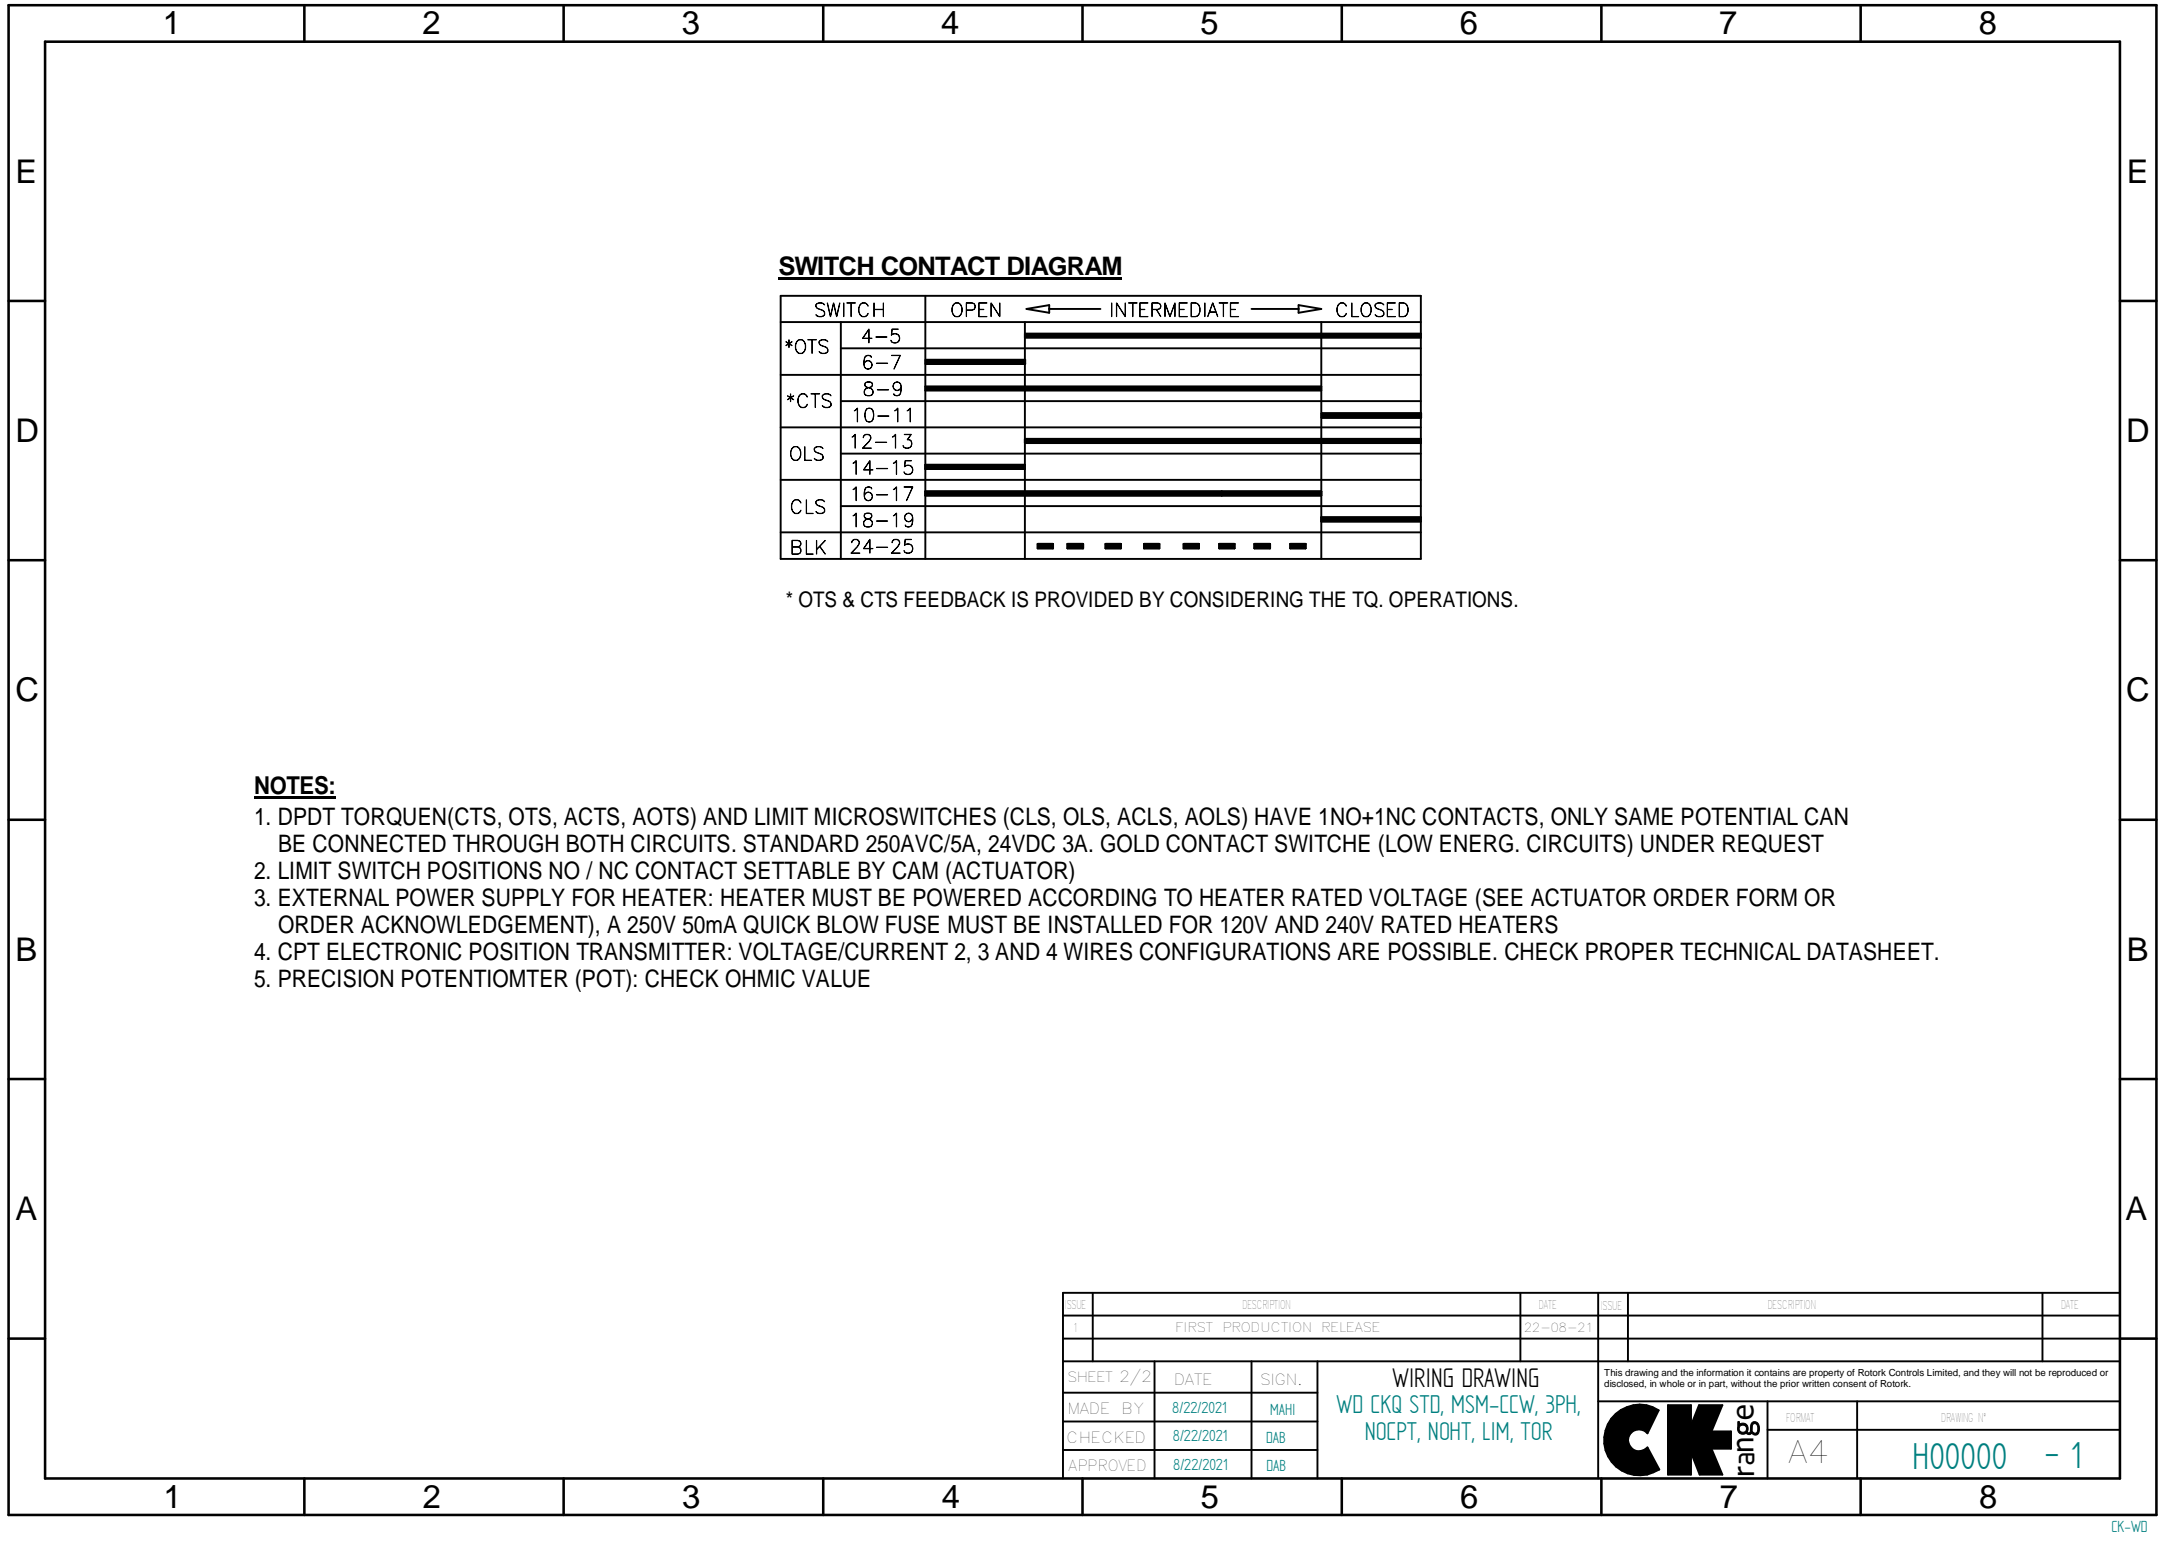 1 2 3 4 5 6 7 8
E E
SWITCH CONTACT DIAGRAM
SWITCH OPEN INTERMEDIATE CLOSED
*OTS 4-5
6-7
*CTS 8-9
10-11
D D
OLS 12-13
14-15
CLS 16-17
18-19
BLK 24-25
* OTS & CTS FEEDBACK IS PROVIDED BY CONSIDERING THE TQ. OPERATIONS.
C C
NOTES:
1. DPDT TORQUEN(CTS, OTS, ACTS, AOTS) AND LIMIT MICROSWITCHES (CLS, OLS, ACLS, AOLS) HAVE 1NO+1NC CONTACTS, ONLY SAME POTENTIAL CAN
BE CONNECTED THROUGH BOTH CIRCUITS. STANDARD 250AVC/5A, 24VDC 3A. GOLD CONTACT SWITCHE (LOW ENERG. CIRCUITS) UNDER REQUEST
2. LIMIT SWITCH POSITIONS NO / NC CONTACT SETTABLE BY CAM (ACTUATOR)
3. EXTERNAL POWER SUPPLY FOR HEATER: HEATER MUST BE POWERED ACCORDING TO HEATER RATED VOLTAGE (SEE ACTUATOR ORDER FORM OR
ORDER ACKNOWLEDGEMENT), A 250V 50mA QUICK BLOW FUSE MUST BE INSTALLED FOR 120V AND 240V RATED HEATERS
B B
4. CPT ELECTRONIC POSITION TRANSMITTER: VOLTAGE/CURRENT 2, 3 AND 4 WIRES CONFIGURATIONS ARE POSSIBLE. CHECK PROPER TECHNICAL DATASHEET.
5. PRECISION POTENTIOMTER (POT): CHECK OHMIC VALUE
A A
ISSUE DESCRIPTION DATE ISSUE DESCRIPTION DATE
1 FIRST PRODUCTION RELEASE 22-08-21
SHEET 2/2 DATE SIGN.
MADE BY 8/22/2021 MAHI
CHECKED 8/22/2021 DAB
APPROVED 8/22/2021 DAB
WIRING DRAWING
WD CKQ STD, MSM-CCW, 3PH,
NOCPT, NOHT, LIM, TOR
This drawing and the information it contains are property of Rotork Controls Limited, and they will not be reproduced or
disclosed, in whole or in part, without the prior written consent of Rotork.
CK range
FORMAT DRAWING Nº
A4 H00000 - 1
1 2 3 4 5 6 7 8
CK-WD